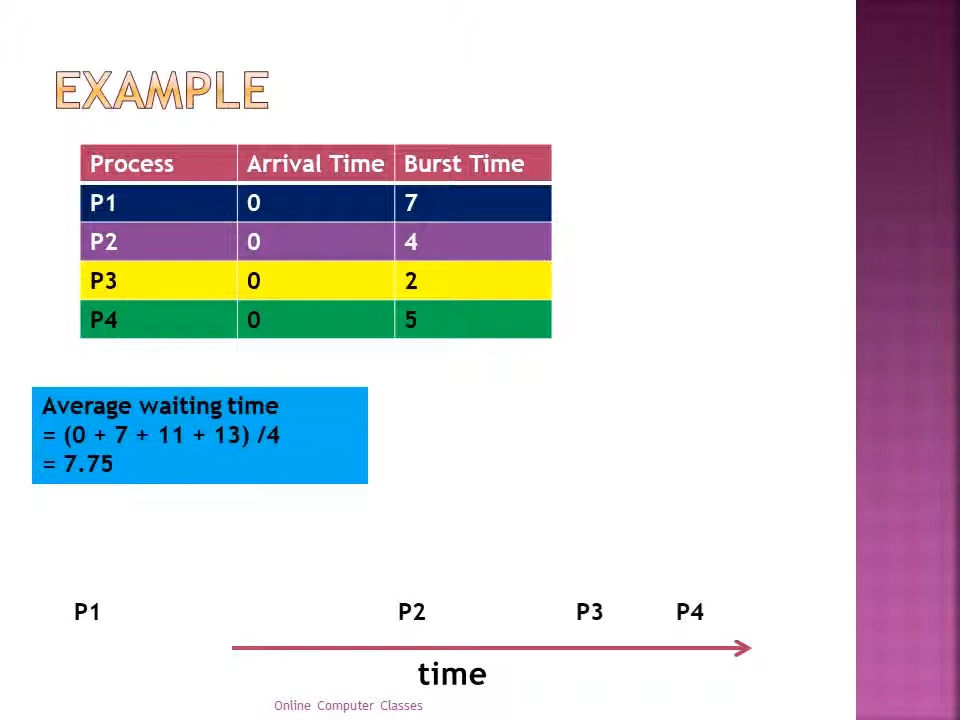 EXAMPLE
Process Arrival Time Burst Time
P1 0 7
P2 0 4
P3 0 2
P4 0 5
Average waiting time
= (0 + 7 + 11 + 13) /4
= 7.75
P1 P2 P3 P4
time
Online Computer Classes